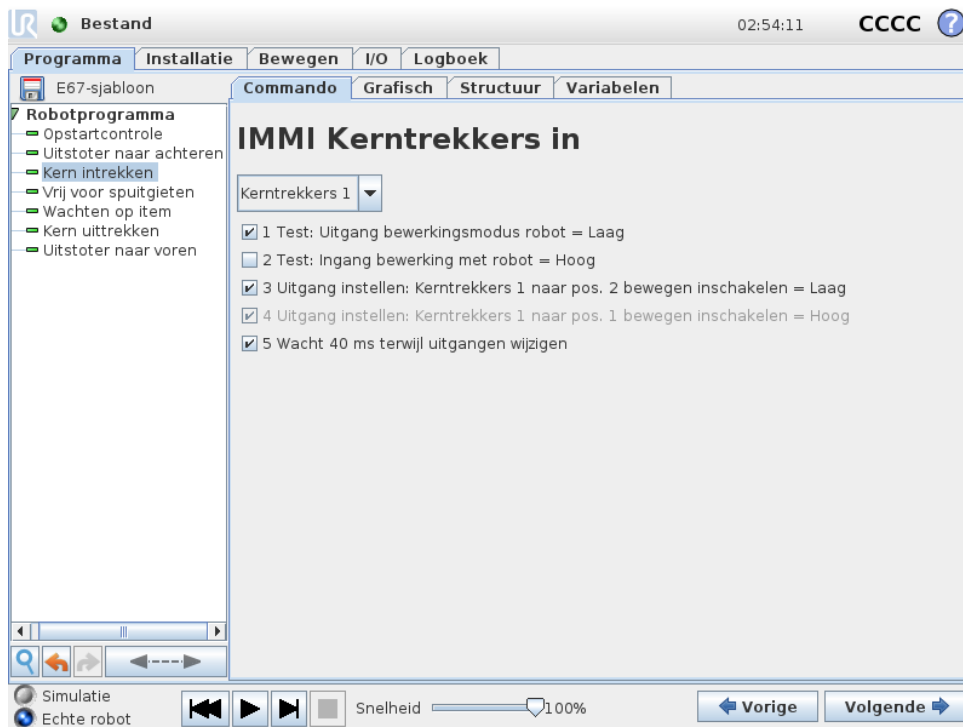 UR Bestand 02:54:11 CCCC ?
Programma Installatie Bewegen I/O Logboek
E67-sjabloon
Commando Grafisch Structuur Variabelen
Robotprogramma
Opstartcontrole
Uitstoter naar achteren
Kern intrekken
Vrij voor spuitgieten
Wachten op item
Kern uittrekken
Uitstoter naar voren
IMMI Kerntrekkers in
Kerntrekkers 1
1 Test: Uitgang bewerkingsmodus robot = Laag
2 Test: Ingang bewerking met robot = Hoog
3 Uitgang instellen: Kerntrekkers 1 naar pos. 2 bewegen inschakelen = Laag
4 Uitgang instellen: Kerntrekkers 1 naar pos. 1 bewegen inschakelen = Hoog
5 Wacht 40 ms terwijl uitgangen wijzigen
Simulatie
Echte robot
Snelheid 100%
Vorige Volgende